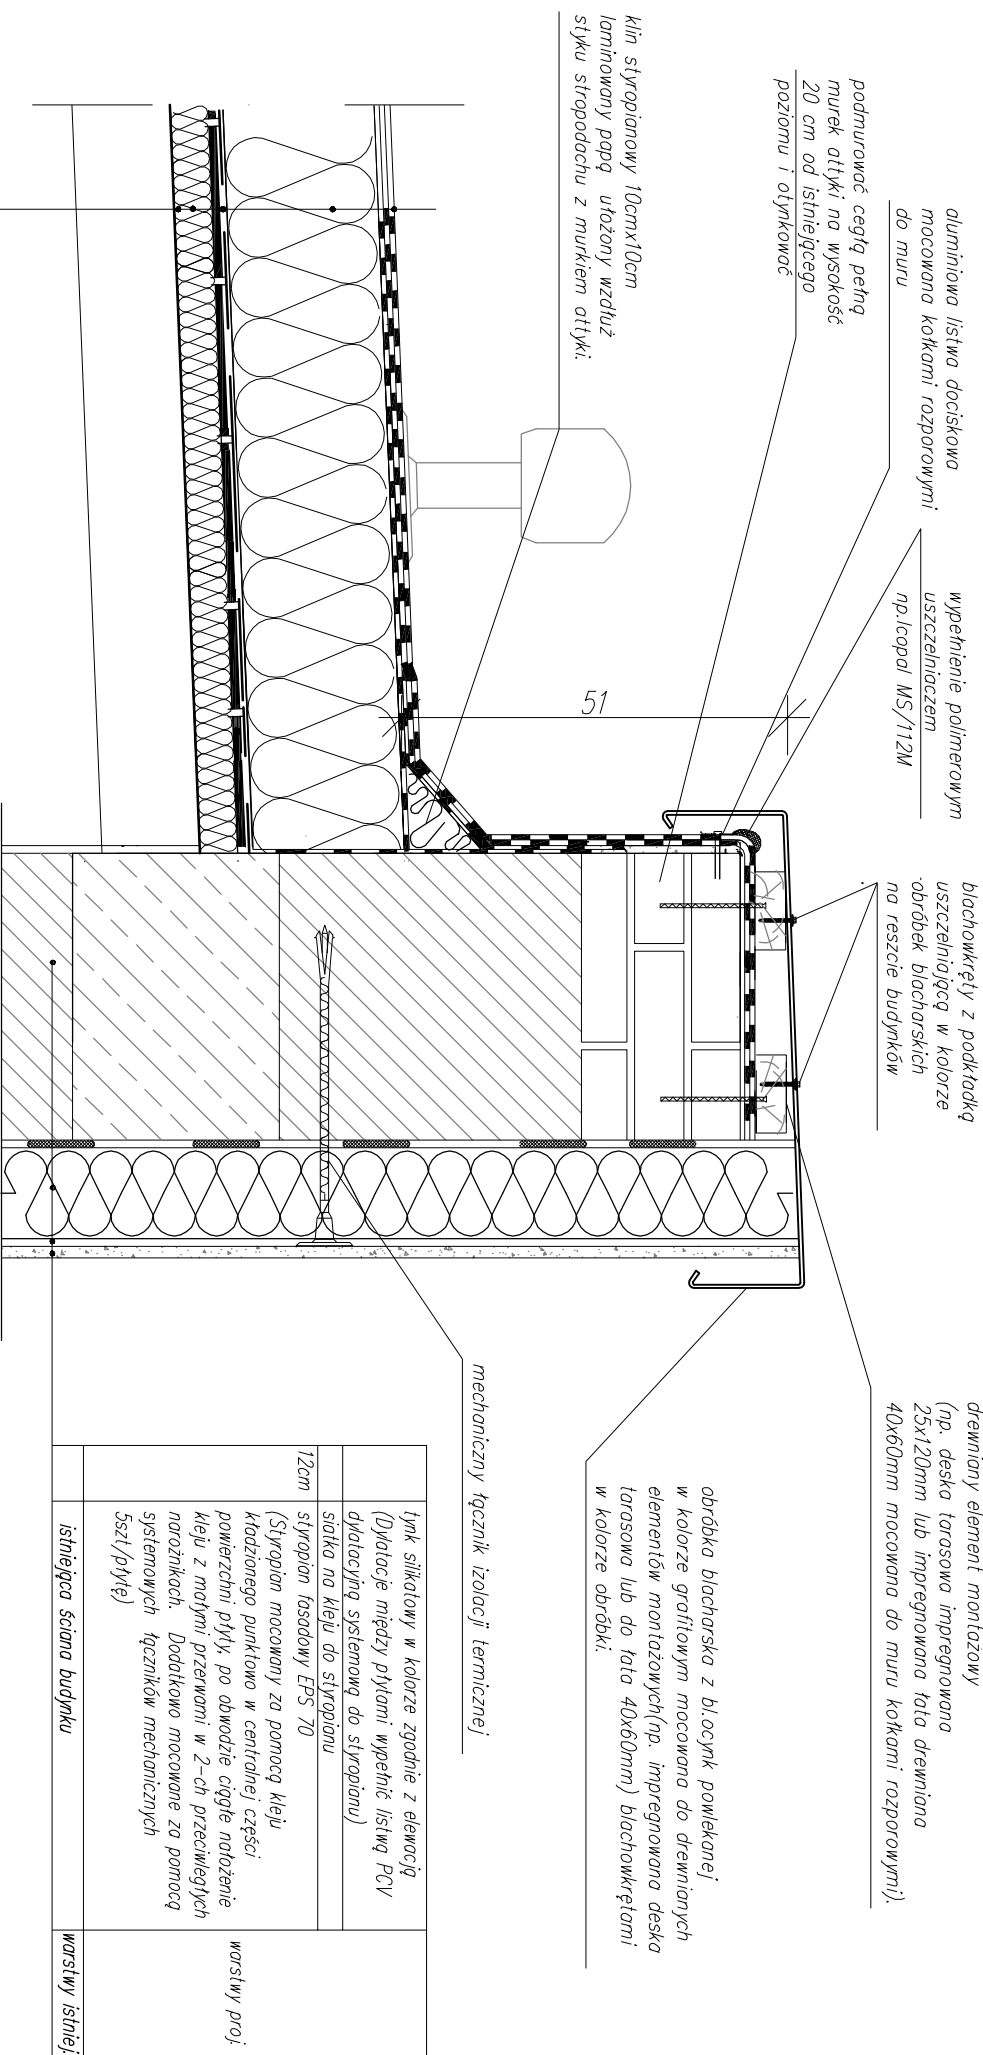 klin styropianowy 10cmx10cm
laminowany papą ułożony wzdłuż
styku stropodachu z murkiem attyki.
podmurować cegłą pełną
murek attyki na wysokość
20 cm od istniejącego
poziomu i otynkować
aluminiowa listwa dociskowa
mocowana kołkami rozporowymi
do muru
wypełnienie polimerowym
uszczelniaczem
np.Icopal MS/112M
51
blachowkręty z podkładką
uszczelniającą w kolorze
obróbek blacharskich
na reszcie budynków
drewniany element montażowy
(np. deska tarasowa impregnowana
25x120mm lub impregnowana łata drewniana
40x60mm mocowana do muru kołkami rozporowymi).
obróbka blacharska z bl.ocynk powlekanej
w kolorze grafitowym mocowana do drewnianych
elementów montażowych(np. impregnowana deska
tarasowa lub do łata 40x60mm) blachowkrętami
w kolorze obróbki.
mechaniczny łącznik izolacji termicznej
tynk silikatowy w kolorze zgodnie z elewacją
(Dylatacje między płytami wypełnić listwą PCV
dylatacyjną systemową do styropianu)
siatka na kleju do styropianu
12cm
styropian fasadowy EPS 70
(Styropian mocowany za pomocą kleju
kładzionego punktowo w centralnej części
powierzchni płyty, po obwodzie ciągłe nałożenie
kleju z małymi przerwami w 2-ch przeciwległych
narożnikach. Dodatkowo mocowane za pomocą
systemowych łączników mechanicznych
5szt/płytę)
warstwy proj.
istniejąca ściana budynku
warstwy istniej.